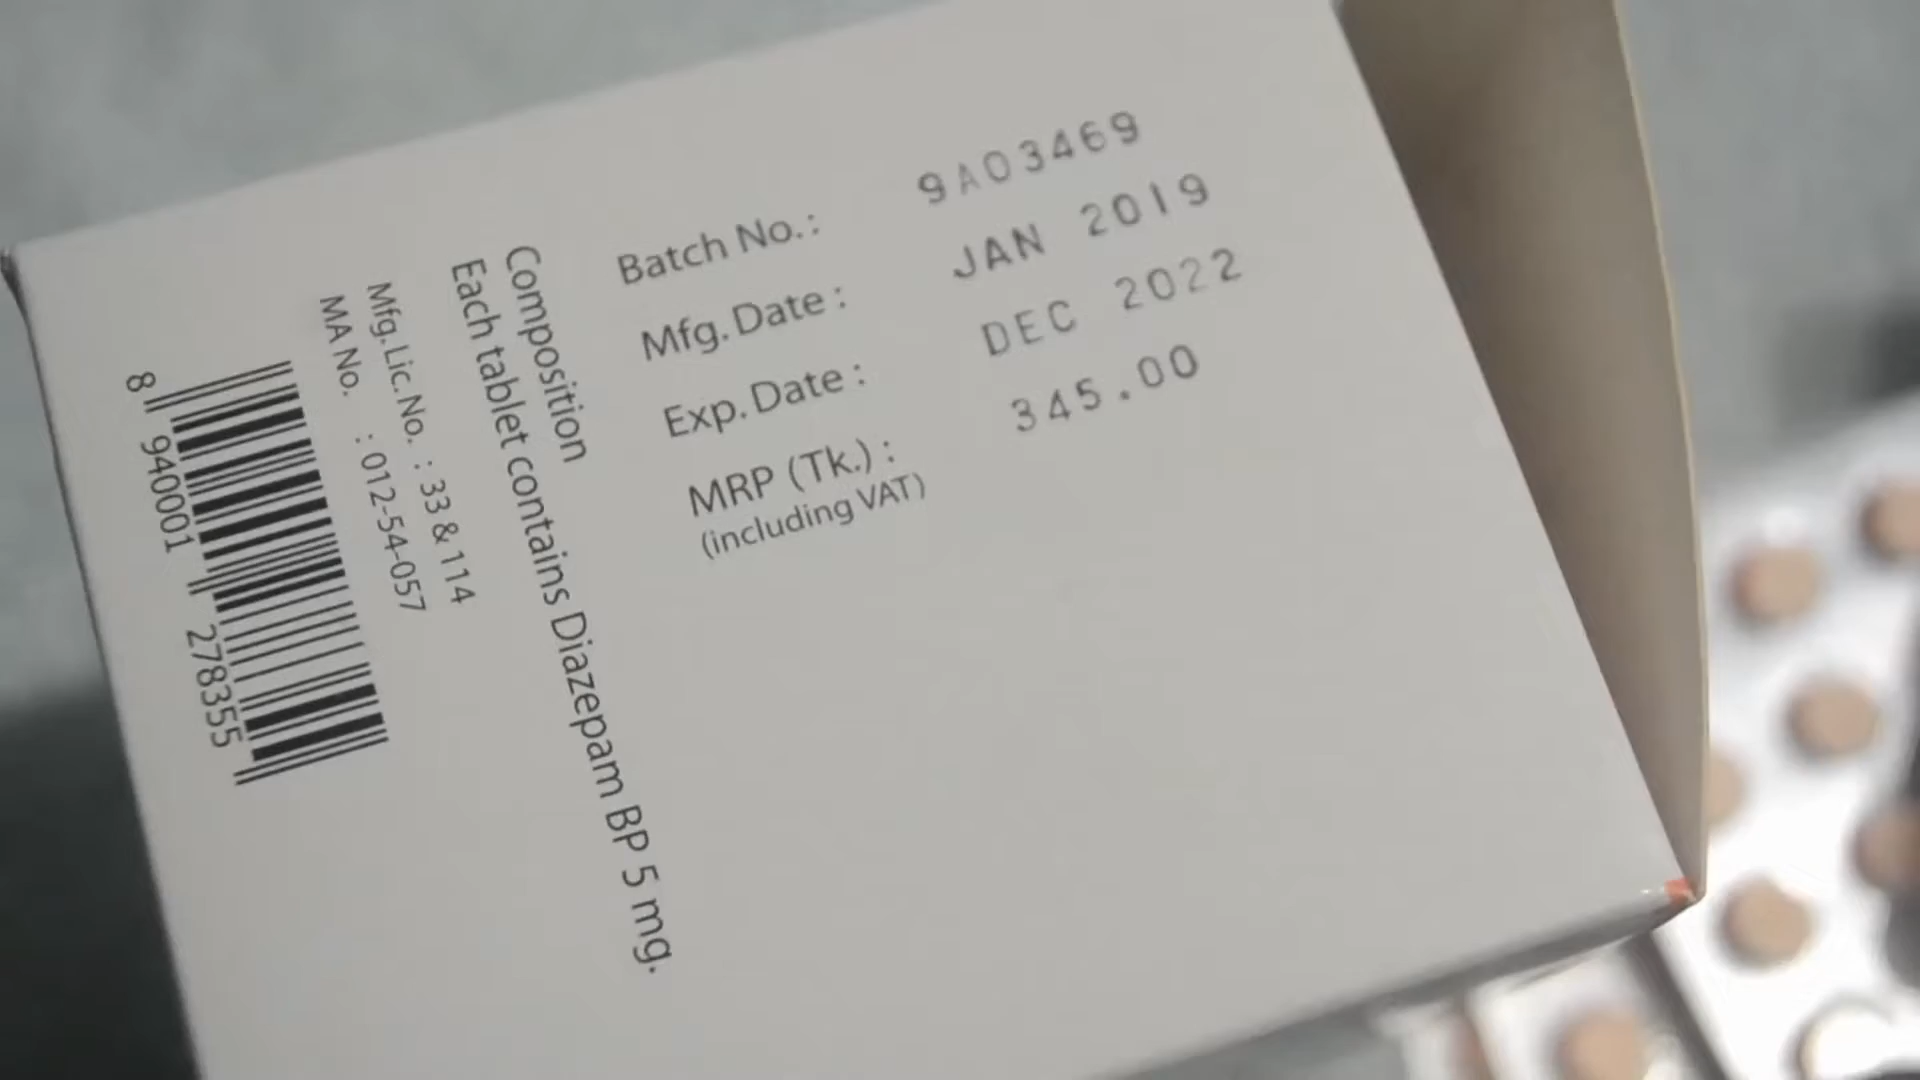 Batch No.: 9A03469
Mfg. Date : JAN 2019
Exp. Date : DEC 2022
MRP (Tk.) : 345.00
(including VAT)
Composition
Each tablet contains Diazepam BP 5 mg.
Mfg. Lic. No. : 33 & 114
MA No. : 012-54-057
8 940001 278355